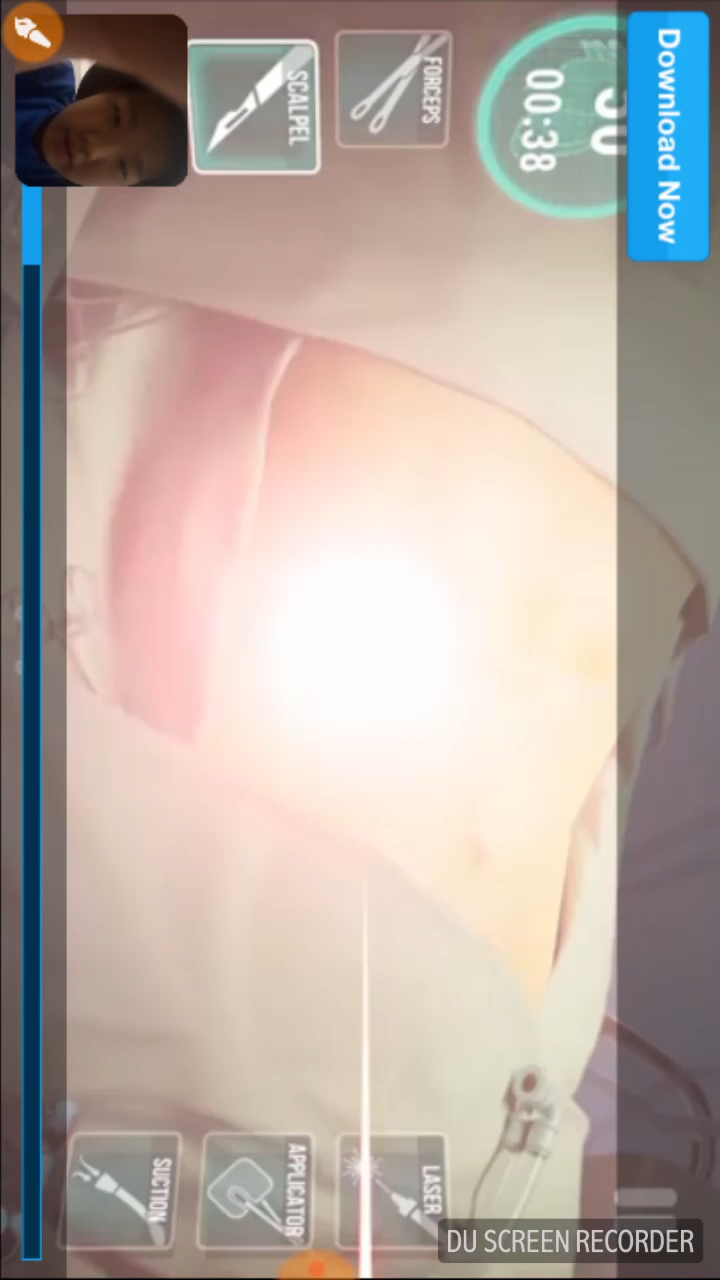 Download Now
00:38
FORCEPS
SCALPEL
LASER
APPLICATOR
SUCTION
DU SCREEN RECORDER